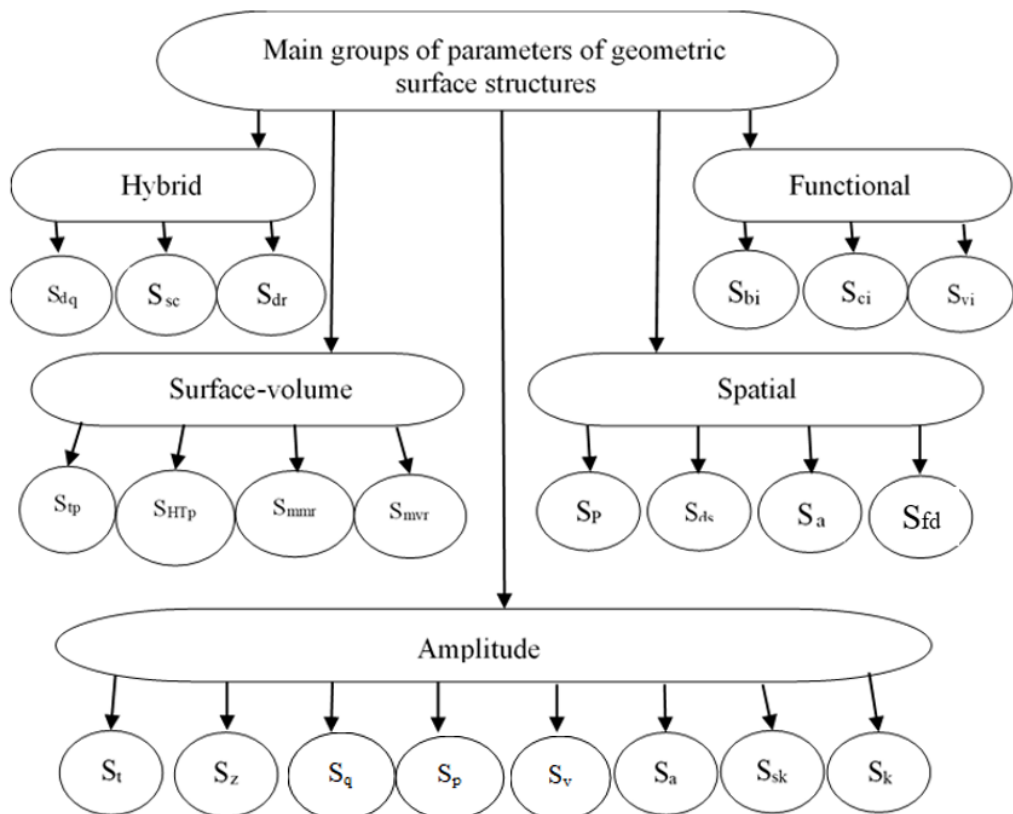 Main groups of parameters of geometric
surface structures
Hybrid
Functional
Sdq
Ssc
Sdr
Sbi
Sci
Svi
Surface-volume
Spatial
Stp
SHTp
Smmr
Smvr
SP
Sds
Sa
Sfd
Amplitude
St
Sz
Sq
Sp
Sv
Sa
Ssk
Sk